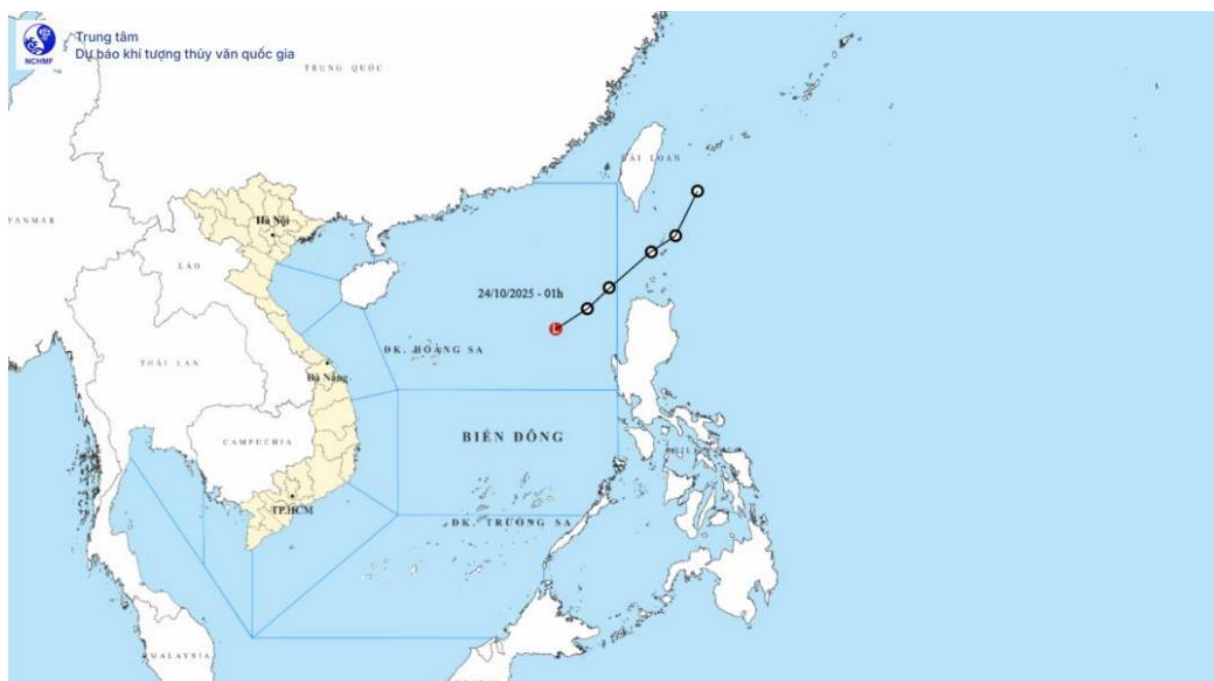 Trung tâm
Dự báo khí tượng thủy văn quốc gia
NCHMF
TRUNG QUỐC
ĐÀI LOAN
Hà Nội
LÀO
24/10/2025 - 01h
L
ĐK. HOÀNG SA
THÁI LAN
Đà Nẵng
BIỂN ĐÔNG
CAMPUCHIA
TP.HCM
ĐK. TRƯỜNG SA
MALAYSIA